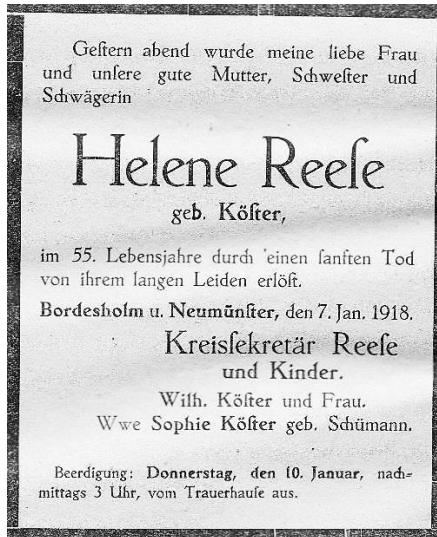 Geſtern abend wurde meine liebe Frau
und unſere gute Mutter, Schweſter und
Schwägerin
Helene Reeſe
geb. Köſter,
im 55. Lebensjahre durch einen ſanften Tod
von ihrem langen Leiden erlöſt.
Bordesholm u. Neumünſter, den 7. Jan. 1918.
Kreisſekretär Reeſe
und Kinder.
Wilh. Köſter und Frau.
Wwe Sophie Köſter geb. Schümann.
Beerdigung: Donnerstag, den 10. Januar, nach-
mittags 3 Uhr, vom Trauerhauſe aus.